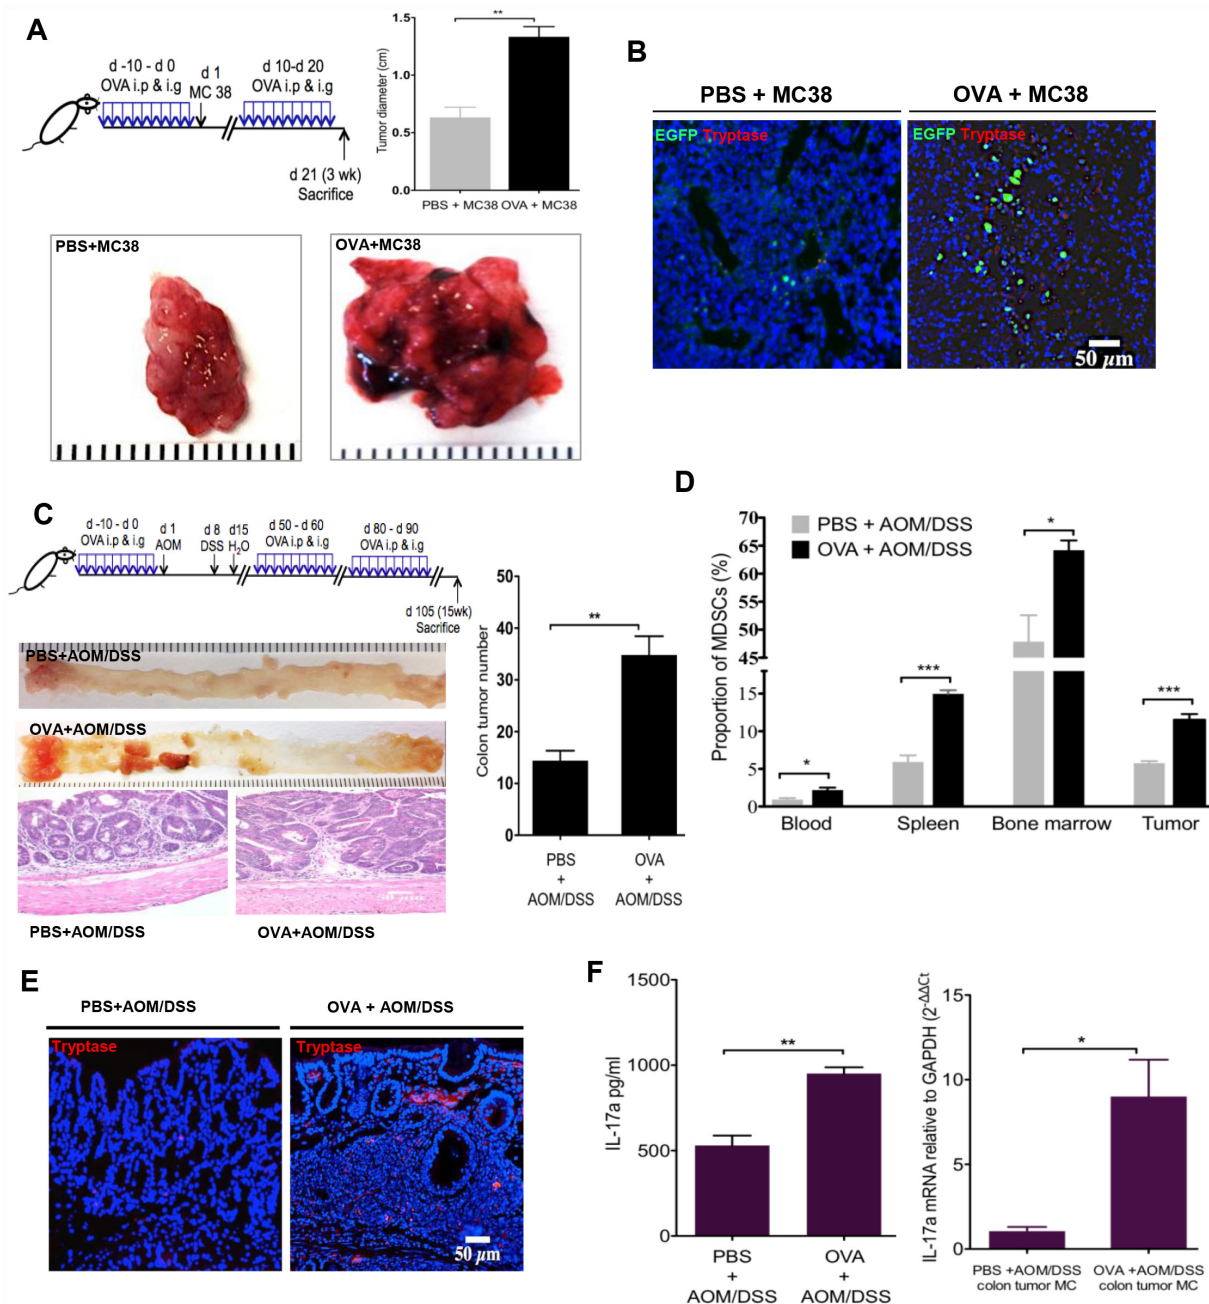 A
d -10 - d 0
OVA i.p & i.g
d 1
MC 38
d 10-d 20
OVA i.p & i.g
d 21 (3 wk)
Sacrifice
**
1.5
1.0
0.5
0.0
Tumor diameter (cm)
PBS + MC38 OVA + MC38
PBS+MC38
OVA+MC38
B
PBS + MC38
OVA + MC38
EGFP Tryptase
EGFP Tryptase
50 µm
C
d -10 - d 0
OVA i.p & i.g
d 1
AOM
d 8
DSS
d15
H2O
d 50 - d 60
OVA i.p & i.g
d 80 - d 90
OVA i.p & i.g
d 105 (15wk)
Sacrifice
PBS+AOM/DSS
OVA+AOM/DSS
PBS+AOM/DSS
OVA+AOM/DSS
50
40
30
20
10
0
Colon tumor number
**
PBS
+
AOM/DSS
OVA
+
AOM/DSS
D
PBS + AOM/DSS
OVA + AOM/DSS
Proportion of MDSCs (%)
70
65
60
55
50
45
15
10
5
0
*
***
*
***
Blood
Spleen
Bone marrow
Tumor
E
PBS+AOM/DSS
OVA + AOM/DSS
Tryptase
Tryptase
50 µm
F
IL-17a pg/ml
1500
1000
500
0
**
PBS
+
AOM/DSS
OVA
+
AOM/DSS
IL-17a mRNA relative to GAPDH (2-ΔΔCt
15
10
5
0
*
PBS +AOM/DSS
colon tumor MC
OVA +AOM/DSS
colon tumor MC